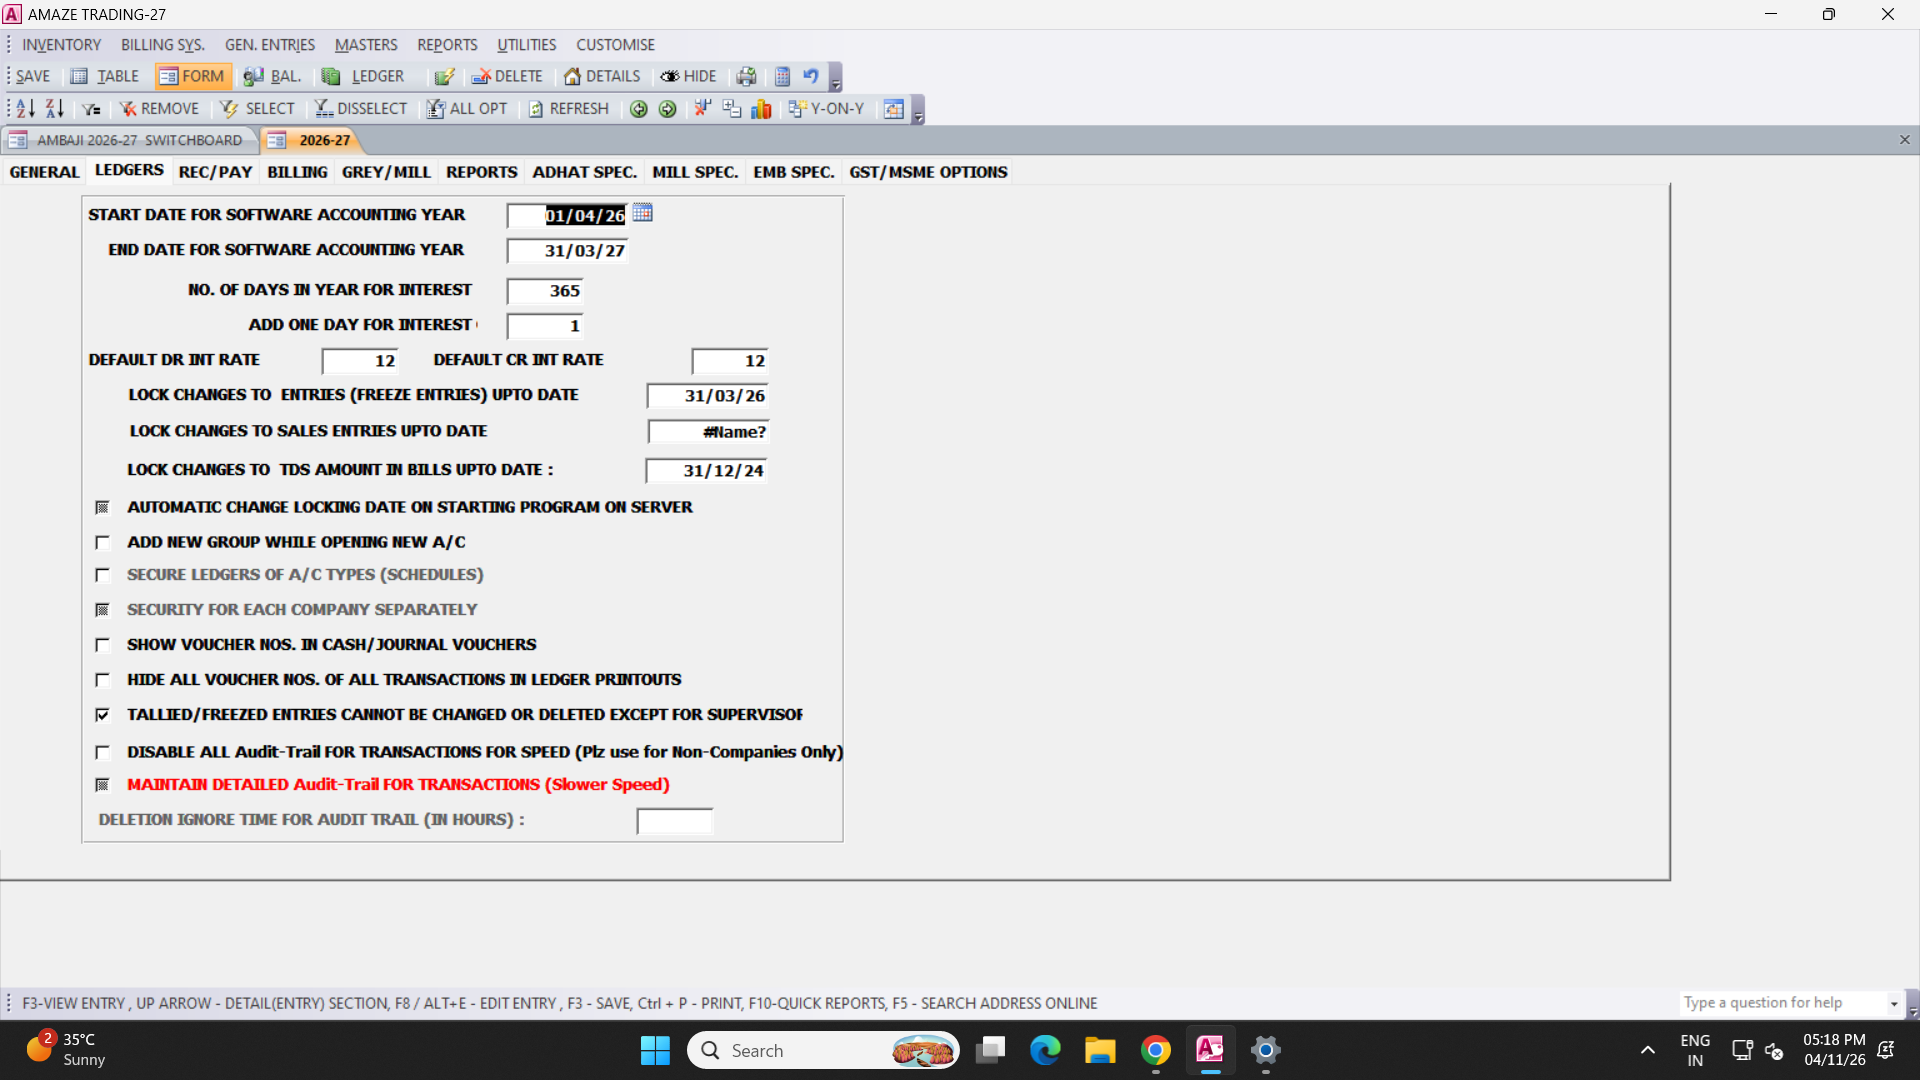 AMAZE TRADING-27
INVENTORY BILLING SYS. GEN. ENTRIES MASTERS REPORTS UTILITIES CUSTOMISE
SAVE TABLE FORM BAL. LEDGER DELETE DETAILS HIDE
REMOVE SELECT DISSELECT ALL OPT REFRESH Y-ON-Y
AMBAJI 2026-27 SWITCHBOARD 2026-27
GENERAL LEDGERS REC/PAY BILLING GREY/MILL REPORTS ADHAT SPEC. MILL SPEC. EMB SPEC. GST/MSME OPTIONS
START DATE FOR SOFTWARE ACCOUNTING YEAR 01/04/26
END DATE FOR SOFTWARE ACCOUNTING YEAR 31/03/27
NO. OF DAYS IN YEAR FOR INTEREST 365
ADD ONE DAY FOR INTEREST 1
DEFAULT DR INT RATE 12 DEFAULT CR INT RATE 12
LOCK CHANGES TO ENTRIES (FREEZE ENTRIES) UPTO DATE 31/03/26
LOCK CHANGES TO SALES ENTRIES UPTO DATE #Name?
LOCK CHANGES TO TDS AMOUNT IN BILLS UPTO DATE : 31/12/24
AUTOMATIC CHANGE LOCKING DATE ON STARTING PROGRAM ON SERVER
ADD NEW GROUP WHILE OPENING NEW A/C
SECURE LEDGERS OF A/C TYPES (SCHEDULES)
SECURITY FOR EACH COMPANY SEPARATELY
SHOW VOUCHER NOS. IN CASH/JOURNAL VOUCHERS
HIDE ALL VOUCHER NOS. OF ALL TRANSACTIONS IN LEDGER PRINTOUTS
TALLIED/FREEZED ENTRIES CANNOT BE CHANGED OR DELETED EXCEPT FOR SUPERVISOR
DISABLE ALL Audit-Trail FOR TRANSACTIONS FOR SPEED (Plz use for Non-Companies Only)
MAINTAIN DETAILED Audit-Trail FOR TRANSACTIONS (Slower Speed)
DELETION IGNORE TIME FOR AUDIT TRAIL (IN HOURS) :
F3-VIEW ENTRY , UP ARROW - DETAIL(ENTRY) SECTION, F8 / ALT+E - EDIT ENTRY , F3 - SAVE, Ctrl + P - PRINT, F10-QUICK REPORTS, F5 - SEARCH ADDRESS ONLINE Type a question for help
2 35°C
Sunny
Search
ENG
IN
05:18 PM
04/11/26